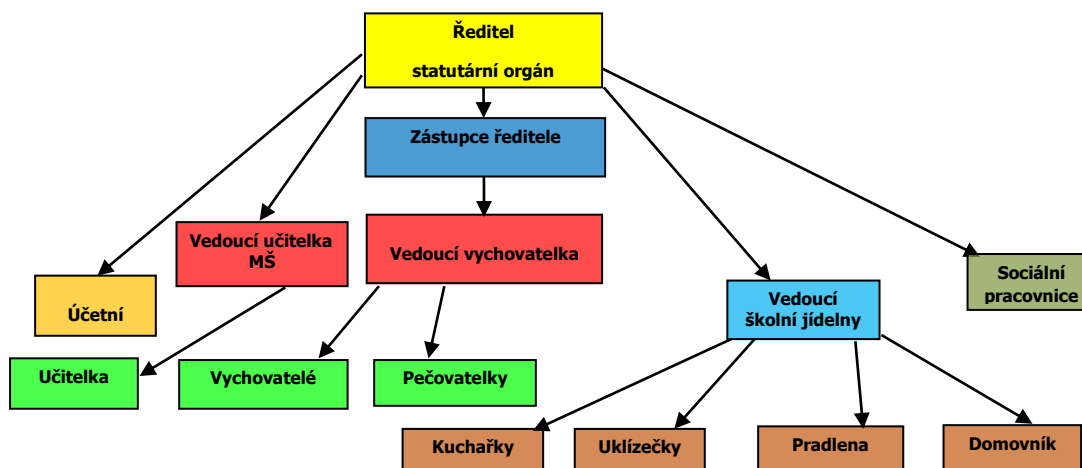 Ředitel
statutární orgán
Zástupce ředitele
Vedoucí učitelka
MŠ
Vedoucí vychovatelka
Účetní
Vedoucí
školní jídelny
Sociální
pracovnice
Učitelka
Vychovatelé
Pečovatelky
Kuchařky
Uklízečky
Pradlena
Domovník